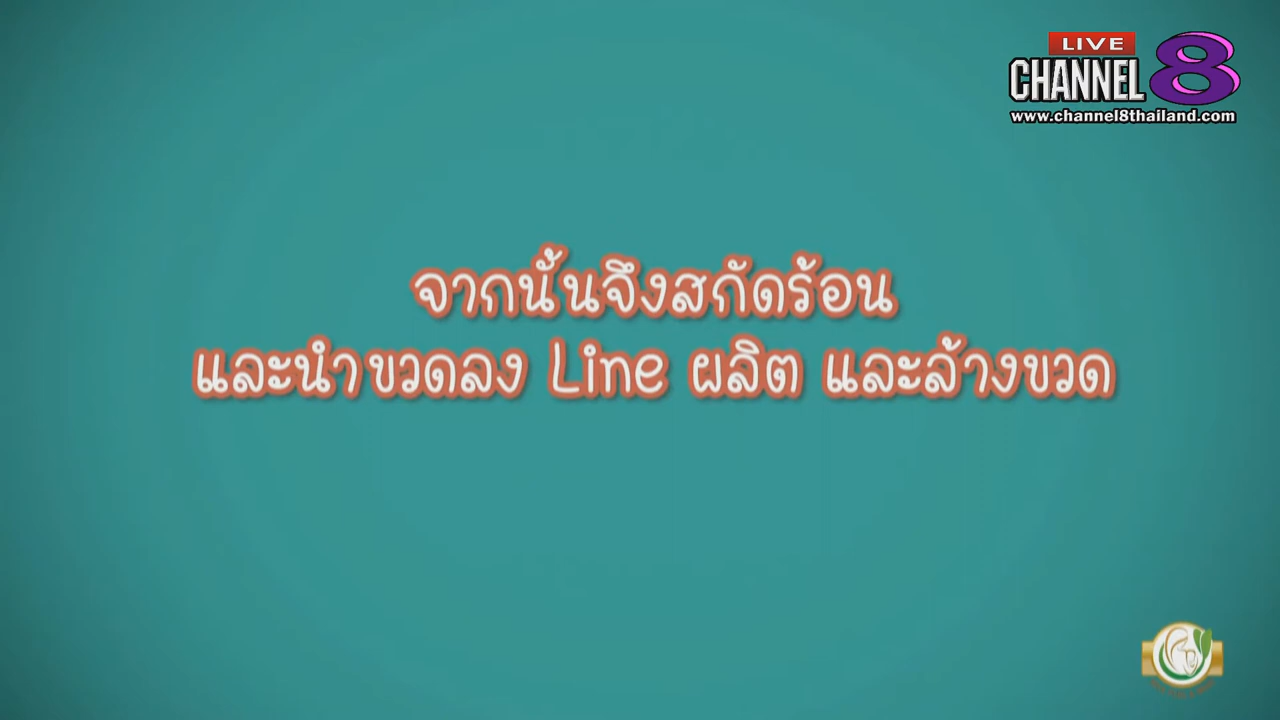 LIVE
CHANNEL 8
www.channel8thailand.com
จากนั้นจึงสกัดร้อน
และนำขวดลง Line ผลิต และล้างขวด